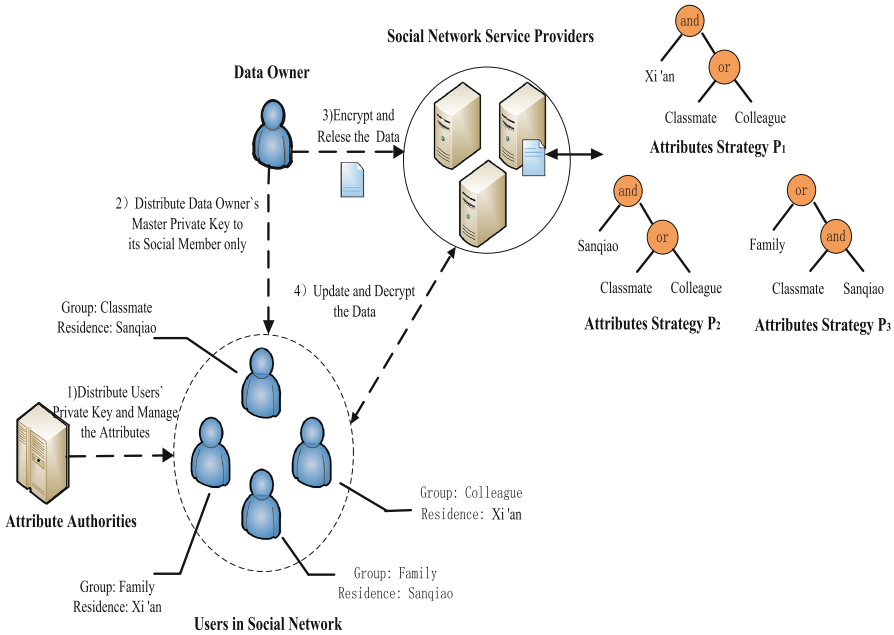 Social Network Service Providers
Data Owner
3)Encrypt and
Relese the Data
and
Xi 'an
or
Classmate
Colleague
Attributes Strategy P1
2）Distribute Data Owner`s
Master Private Key to
its Social Member only
and
Sanqiao
or
Classmate
Colleague
Attributes Strategy P2
or
Family
and
Classmate
Sanqiao
Attributes Strategy P3
4）Update and Decrypt
the Data
Group: Classmate
Residence: Sanqiao
1)Distribute Users`
Private Key and Manage
the Attributes
Attribute Authorities
Group: Colleague
Residence: Xi 'an
Group: Family
Residence: Xi 'an
Group: Family
Residence: Sanqiao
Users in Social Network